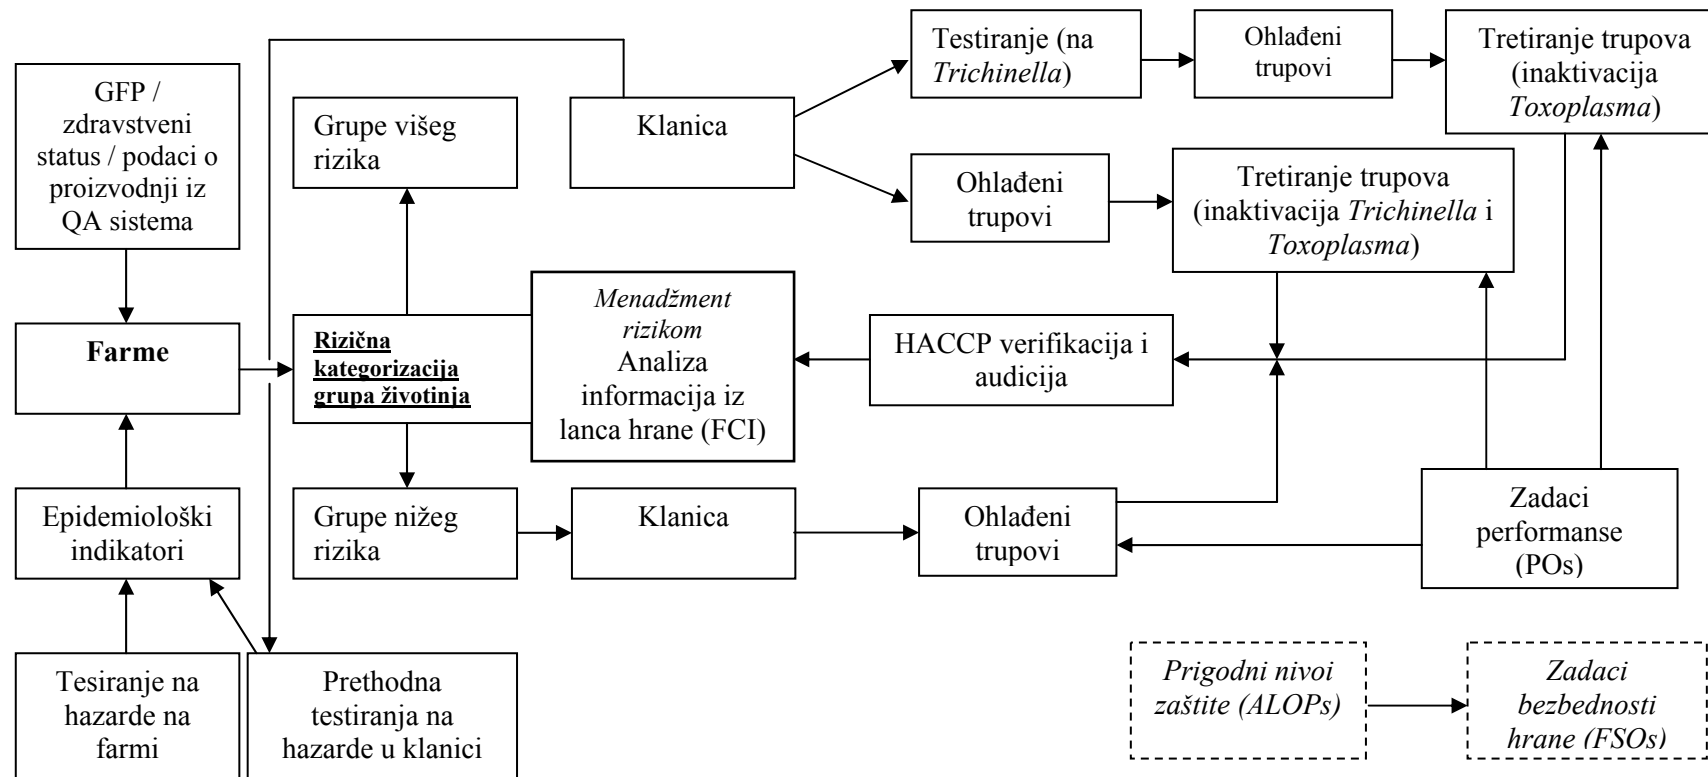 GFP /
zdravstveni
status / podaci o
proizvodnji iz
QA sistema
Farme
Epidemiološki
indikatori
Tesiranje na
hazarde na
farmi
Prethodna
testiranja na
hazarde u klanici
Grupe višeg
rizika
Rizična
kategorizacija
grupa životinja
Menadžment
rizikom
Analiza
informacija iz
lanca hrane (FCI)
Grupe nižeg
rizika
Klanica
Klanica
Testiranje (na
Trichinella)
Ohlađeni
trupovi
Tretiranje trupova
(inaktivacija
Toxoplasma)
Ohlađeni
trupovi
Tretiranje trupova
(inaktivacija Trichinella i
Toxoplasma)
HACCP verifikacija i
audicija
Ohlađeni
trupovi
Zadaci
performanse
(POs)
Prigodni nivoi
zaštite (ALOPs)
Zadaci
bezbednosti
hrane (FSOs)